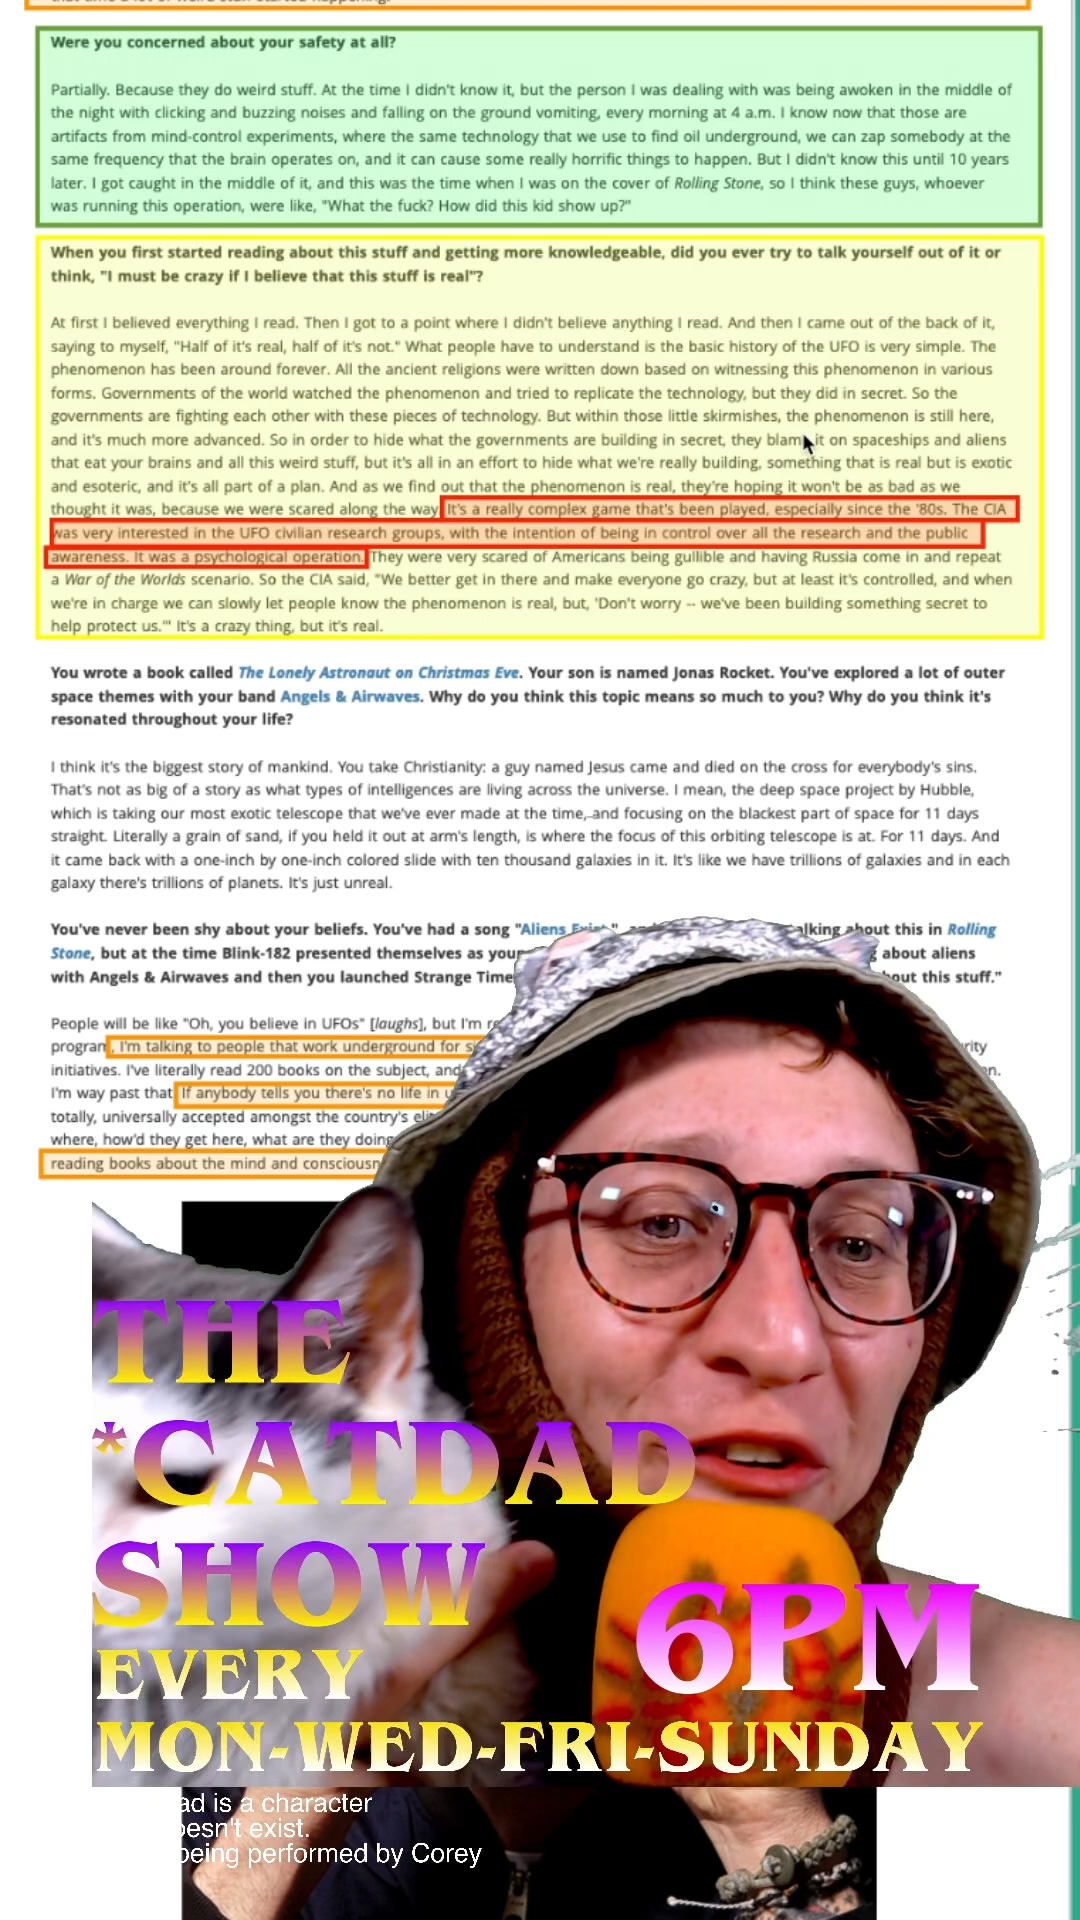 Were you concerned about your safety at all?
Partially. Because they do weird stuff. At the time I didn't know it, but the person I was dealing with was being awoken in the middle of
the night with clicking and buzzing noises and falling on the ground vomiting, every morning at 4 a.m. I know now that those are
artifacts from mind-control experiments, where the same technology that we use to find oil underground, we can zap somebody at the
same frequency that the brain operates on, and it can cause some really horrific things to happen. But I didn't know this until 10 years
later. I got caught in the middle of it, and this was the time when I was on the cover of Rolling Stone, so I think these guys, whoever
was running this operation, were like, "What the fuck? How did this kid show up?"
When you first started reading about this stuff and getting more knowledgeable, did you ever try to talk yourself out of it or
think, "I must be crazy if I believe that this stuff is real"?
At first I believed everything I read. Then I got to a point where I didn't believe anything I read. And then I came out of the back of it,
saying to myself, "Half of it's real, half of it's not." What people have to understand is the basic history of the UFO is very simple. The
phenomenon has been around forever. All the ancient religions were written down based on witnessing this phenomenon in various
forms. Governments of the world watched the phenomenon and tried to replicate the technology, but they did in secret. So the
governments are fighting each other with these pieces of technology. But within those little skirmishes, the phenomenon is still here,
and it's much more advanced. So in order to hide what the governments are building in secret, they blame it on spaceships and aliens
that eat your brains and all this weird stuff, but it's all in an effort to hide what we're really building, something that is real but is exotic
and esoteric, and it's all part of a plan. And as we find out that the phenomenon is real, they're hoping it won't be as bad as we
thought it was, because we were scared along the way. It's a really complex game that's been played, especially since the '80s. The CIA
was very interested in the UFO civilian research groups, with the intention of being in control over all the research and the public
awareness. It was a psychological operation. They were very scared of Americans being gullible and having Russia come in and repeat
a War of the Worlds scenario. So the CIA said, "We better get in there and make everyone go crazy, but at least it's controlled, and when
we're in charge we can slowly let people know the phenomenon is real, but, 'Don't worry -- we've been building something secret to
help protect us.'" It's a crazy thing, but it's real.
You wrote a book called The Lonely Astronaut on Christmas Eve. Your son is named Jonas Rocket. You've explored a lot of outer
space themes with your band Angels & Airwaves. Why do you think this topic means so much to you? Why do you think it's
resonated throughout your life?
I think it's the biggest story of mankind. You take Christianity: a guy named Jesus came and died on the cross for everybody's sins.
That's not as big of a story as what types of intelligences are living across the universe. I mean, the deep space project by Hubble,
which is taking our most exotic telescope that we've ever made at the time, and focusing on the blackest part of space for 11 days
straight. Literally a grain of sand, if you held it out at arm's length, is where the focus of this orbiting telescope is at. For 11 days. And
it came back with a one-inch by one-inch colored slide with ten thousand galaxies in it. It's like we have trillions of galaxies and in each
galaxy there's trillions of planets. It's just unreal.
You've never been shy about your beliefs. You've had a song "Aliens Exist," talking about this in Rolling
Stone, but at the time Blink-182 presented themselves as about aliens
with Angels & Airwaves and then you launched Strange about this stuff."
People will be like "Oh, you believe in UFOs" [laughs], but I'm
program, I'm talking to people that work underground for
initiatives. I've literally read 200 books on the subject, and
I'm way past that. If anybody tells you there's no life in
totally, universally accepted amongst the country's
where, how'd they get here, what are they doing
reading books about the mind and
THE
*CATDAD
SHOW
6PM
EVERY
MON-WED-FRI-SUNDAY
is a character
exist.
being performed by Corey